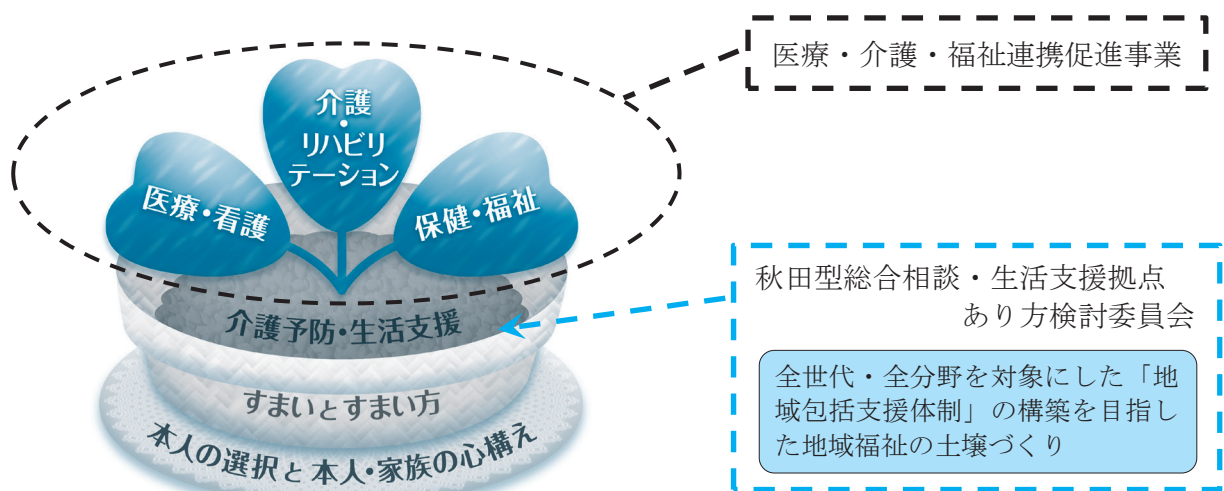 医療・介護・福祉連携促進事業
介護
・
リハビリ
テーション
医療・看護
保健・福祉
介護予防・生活支援
すまいとすまい方
本人の選択と本人・家族の心構え
秋田型総合相談・生活支援拠点
あり方検討委員会
全世代・全分野を対象にした「地
域包括支援体制」の構築を目指し
た地域福祉の土壌づくり